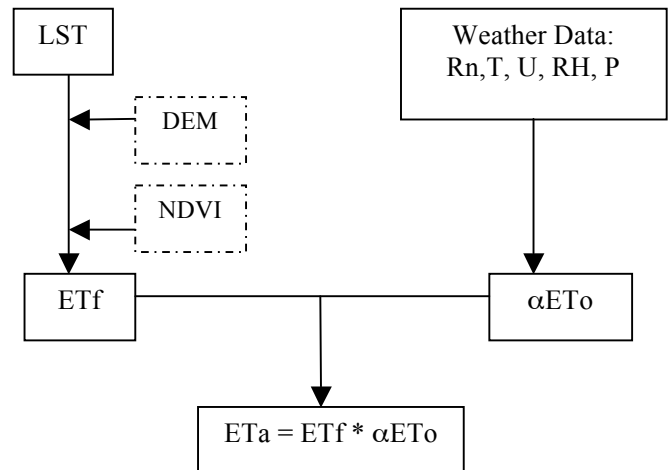 LST
Weather Data:
Rn,T, U, RH, P
DEM
NDVI
ETf
αETo
ETa = ETf * αETo